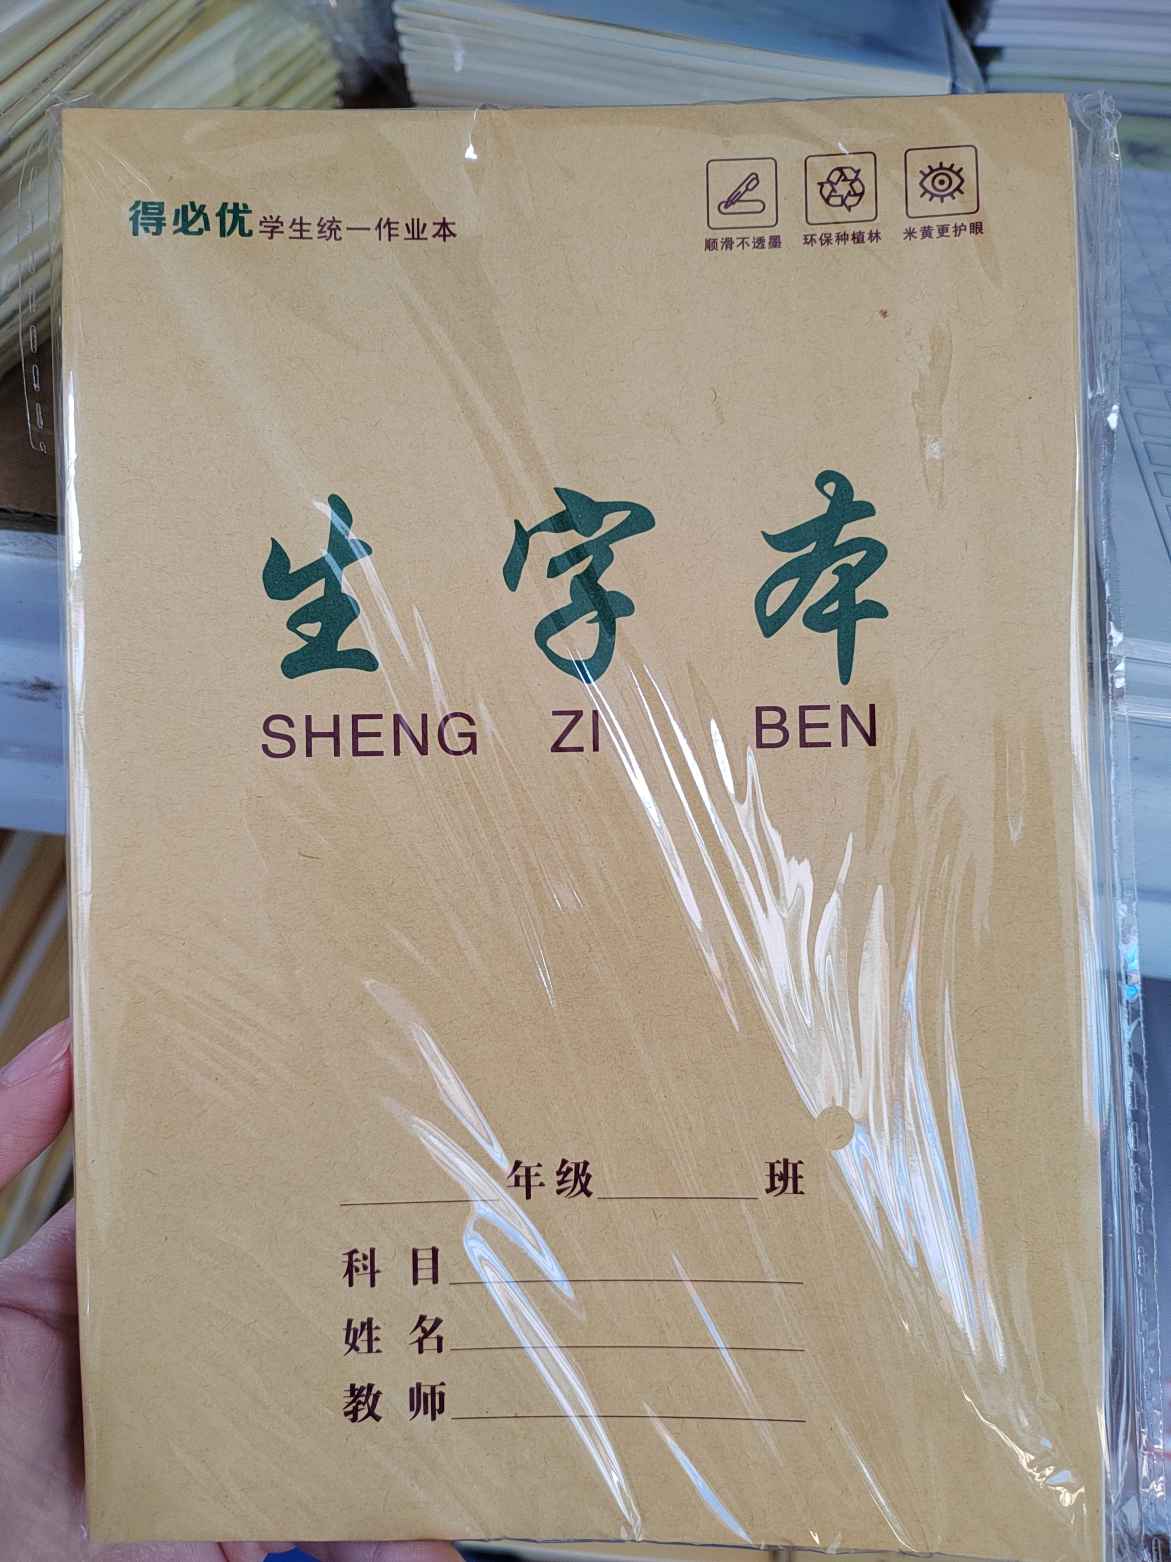 得必优学生统一作业本
顺滑不透墨 环保种植林 米黄更护眼
生字本
SHENG ZI BEN
年级 班
科目
姓名
教师